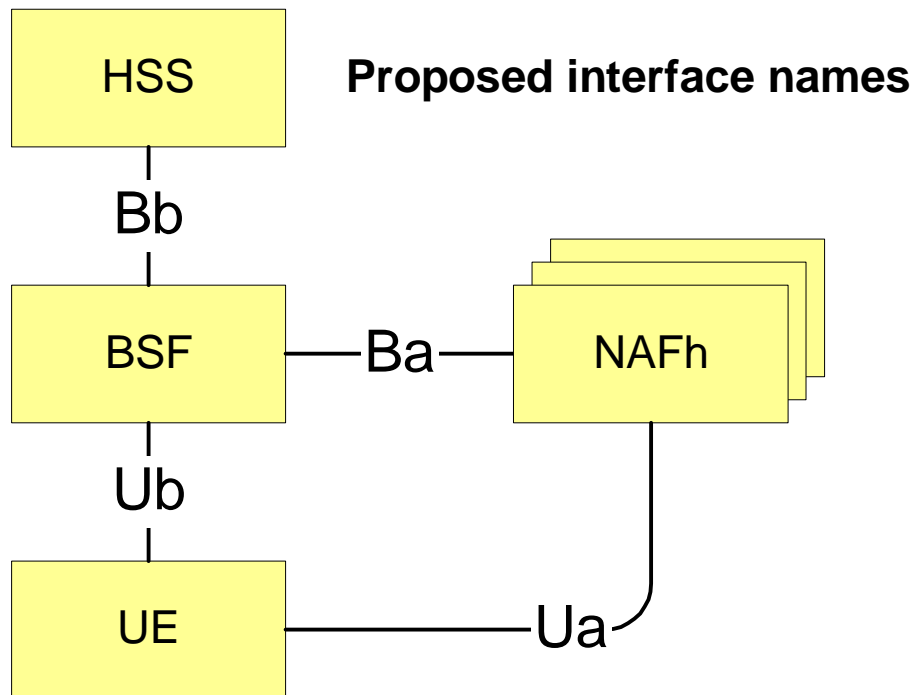 HSS
Proposed interface names
Bb
BSF
Ba
NAFh
Ub
UE
Ua